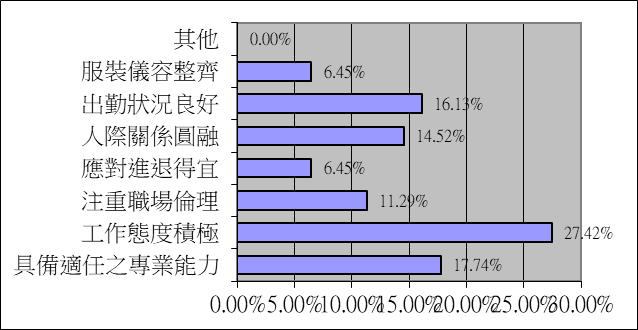 其他 0.00%
服裝儀容整齊 6.45%
出勤狀況良好 16.13%
人際關係圓融 14.52%
應對進退得宜 6.45%
注重職場倫理 11.29%
工作態度積極 27.42%
具備適任之專業能力 17.74%
0.00% 5.00% 10.00% 15.00% 20.00% 25.00% 30.00%